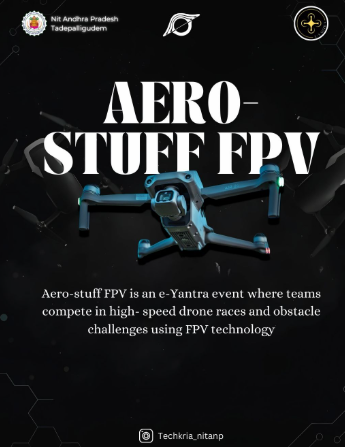 Nit Andhra Pradesh
Tadepalligudem
AERO-
STUFF FPV
Aero-stuff FPV is an e-Yantra event where teams
compete in high- speed drone races and obstacle
challenges using FPV technology
Techkria_nitanp